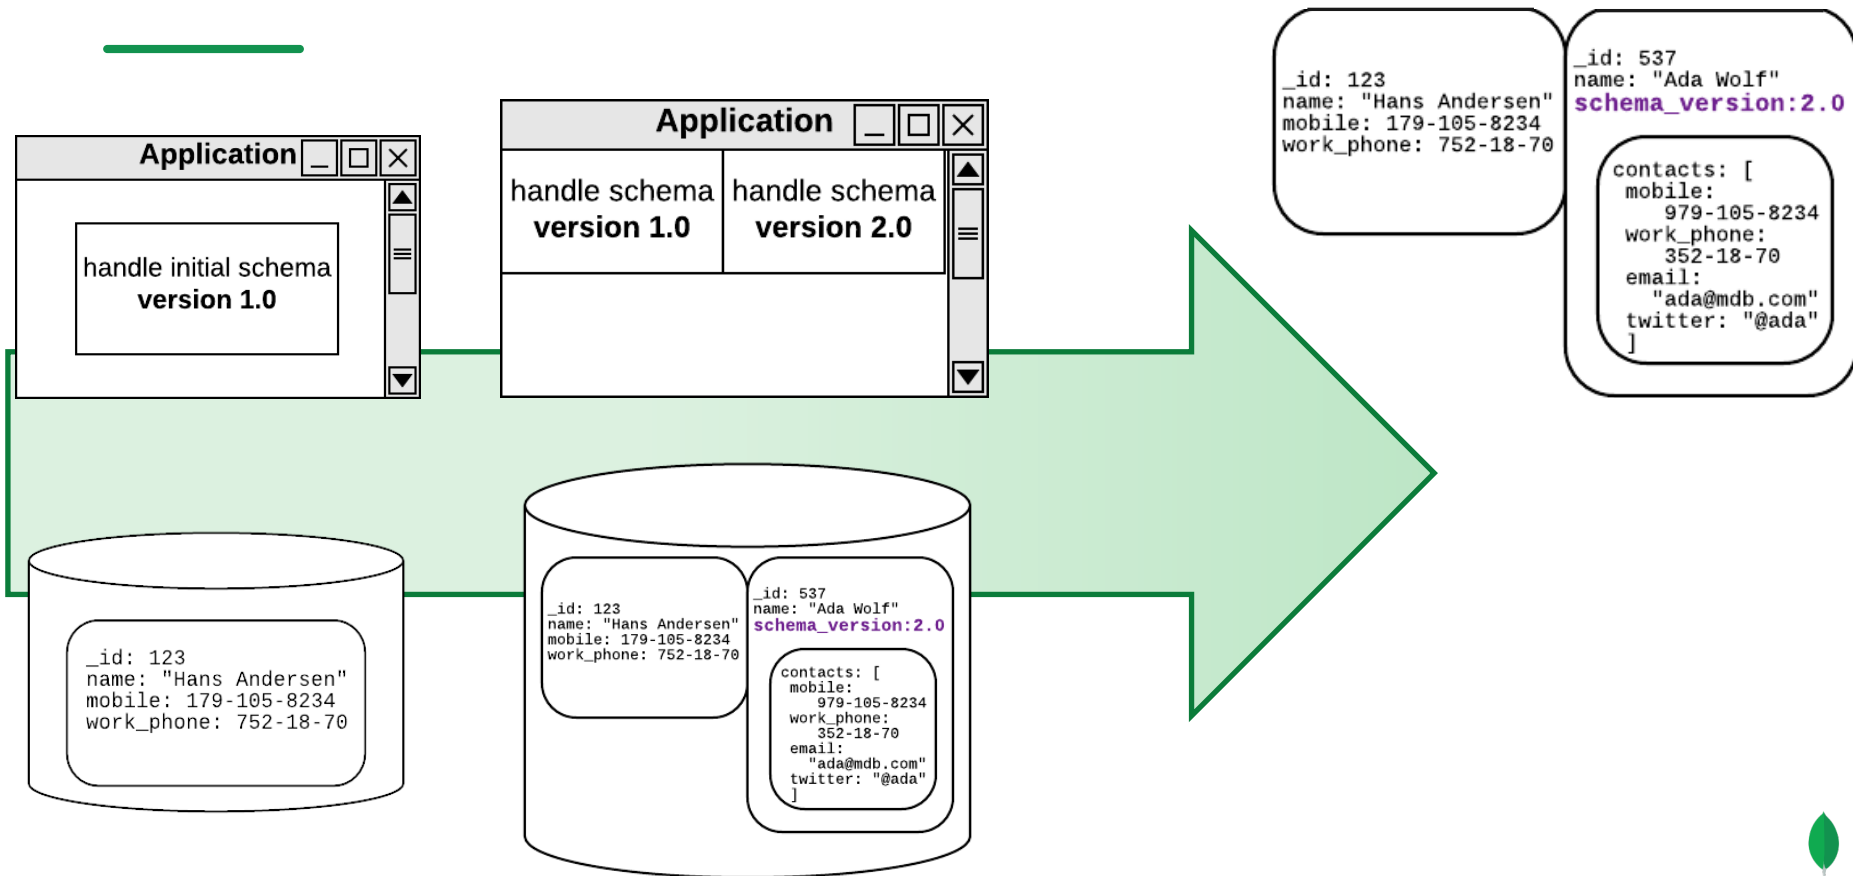 Application
handle initial schema
version 1.0
Application
handle schema
version 1.0
handle schema
version 2.0
_id: 123
name: "Hans Andersen"
mobile: 179-105-8234
work_phone: 752-18-70
_id: 537
name: "Ada Wolf"
schema_version:2.0
contacts: [
mobile:
979-105-8234
work_phone:
352-18-70
email:
"ada@mdb.com"
twitter: "@ada"
]
_id: 123
name: "Hans Andersen"
mobile: 179-105-8234
work_phone: 752-18-70
_id: 123
name: "Hans Andersen"
mobile: 179-105-8234
work_phone: 752-18-70
_id: 537
name: "Ada Wolf"
schema_version:2.0
contacts: [
mobile:
979-105-8234
work_phone:
352-18-70
email:
"ada@mdb.com"
twitter: "@ada"
]